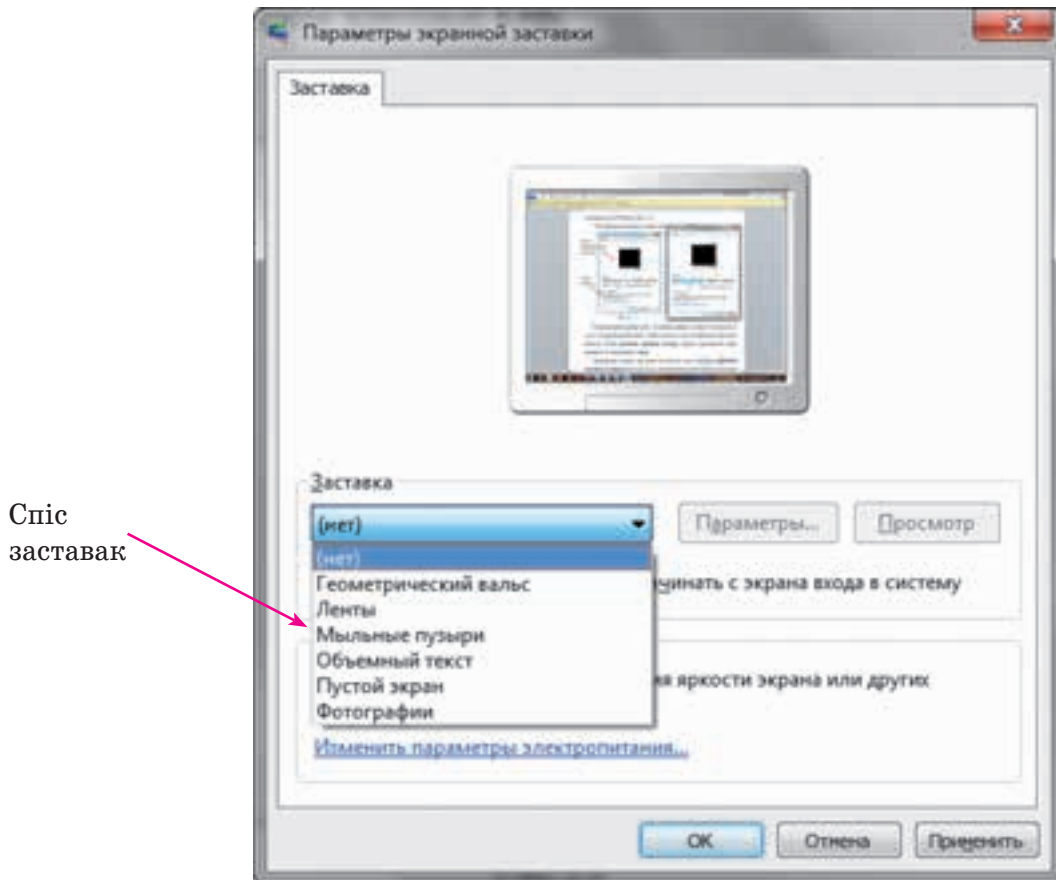 Параметры экранной заставки
Заставка
Заставка
Спіс
заставак
(нет)
Параметры...
Просмотр
(нет)
Геометрический вальс
чинать с экрана входа в систему
Ленты
Мыльные пузыри
Объемный текст
ия яркости экрана или других
Пустой экран
Фотографии
Изменить параметры электропитания...
ОК
Отмена
Применить